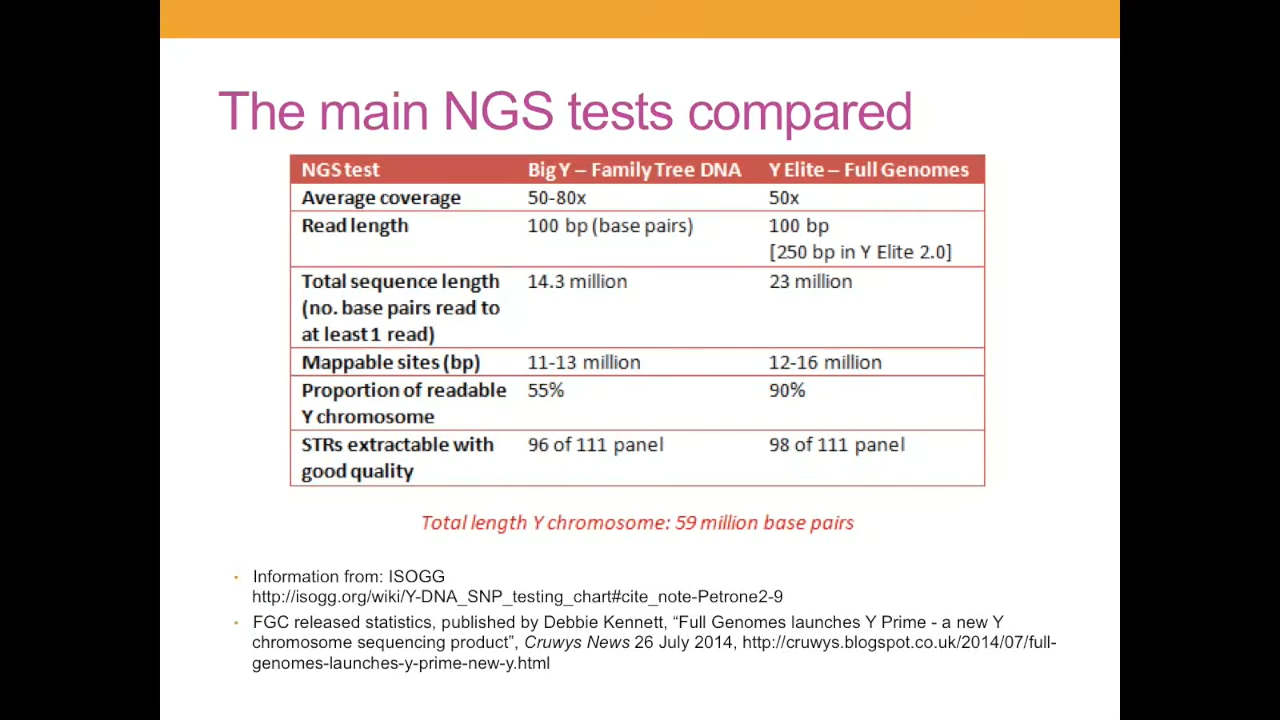 The main NGS tests compared
NGS test Big Y – Family Tree DNA Y Elite – Full Genomes
Average coverage 50-80x 50x
Read length 100 bp (base pairs) 100 bp
[250 bp in Y Elite 2.0]
Total sequence length 14.3 million 23 million
(no. base pairs read to
at least 1 read)
Mappable sites (bp) 11-13 million 12-16 million
Proportion of readable 55% 90%
Y chromosome
STRs extractable with 96 of 111 panel 98 of 111 panel
good quality
Total length Y chromosome: 59 million base pairs
• Information from: ISOGG
http://isogg.org/wiki/Y-DNA_SNP_testing_chart#cite_note-Petrone2-9
• FGC released statistics, published by Debbie Kennett, “Full Genomes launches Y Prime - a new Y
chromosome sequencing product”, Cruwys News 26 July 2014, http://cruwys.blogspot.co.uk/2014/07/full-
genomes-launches-y-prime-new-y.html